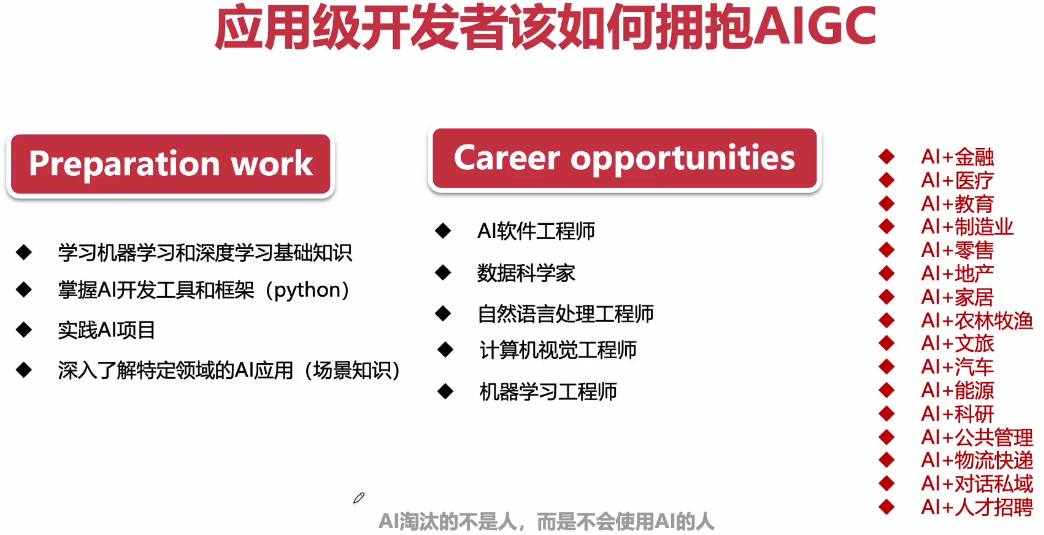 应用级开发者该如何拥抱AIGC
Preparation work
学习机器学习和深度学习基础知识
掌握AI开发工具和框架（python）
实践AI项目
深入了解特定领域的AI应用（场景知识）
Career opportunities
AI软件工程师
数据科学家
自然语言处理工程师
计算机视觉工程师
机器学习工程师
AI+金融
AI+医疗
AI+教育
AI+制造业
AI+零售
AI+地产
AI+家居
AI+农林牧渔
AI+文旅
AI+汽车
AI+能源
AI+科研
AI+公共管理
AI+物流快递
AI+对话私域
AI+人才招聘
AI淘汰的不是人，而是不会使用AI的人